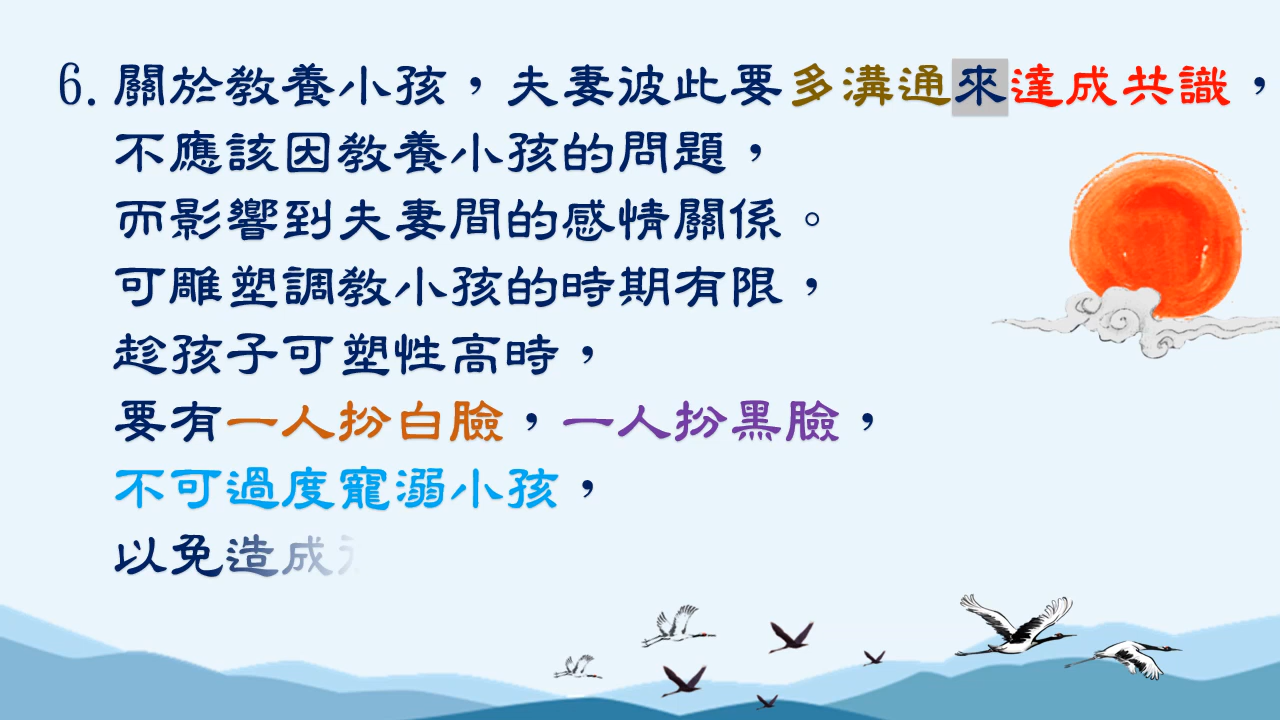 6.關於教養小孩，夫妻彼此要多溝通來達成共識，
不應該因教養小孩的問題，
而影響到夫妻間的感情關係。
可雕塑調教小孩的時期有限，
趁孩子可塑性高時，
要有一人扮白臉，一人扮黑臉，
不可過度寵溺小孩，
以免造成